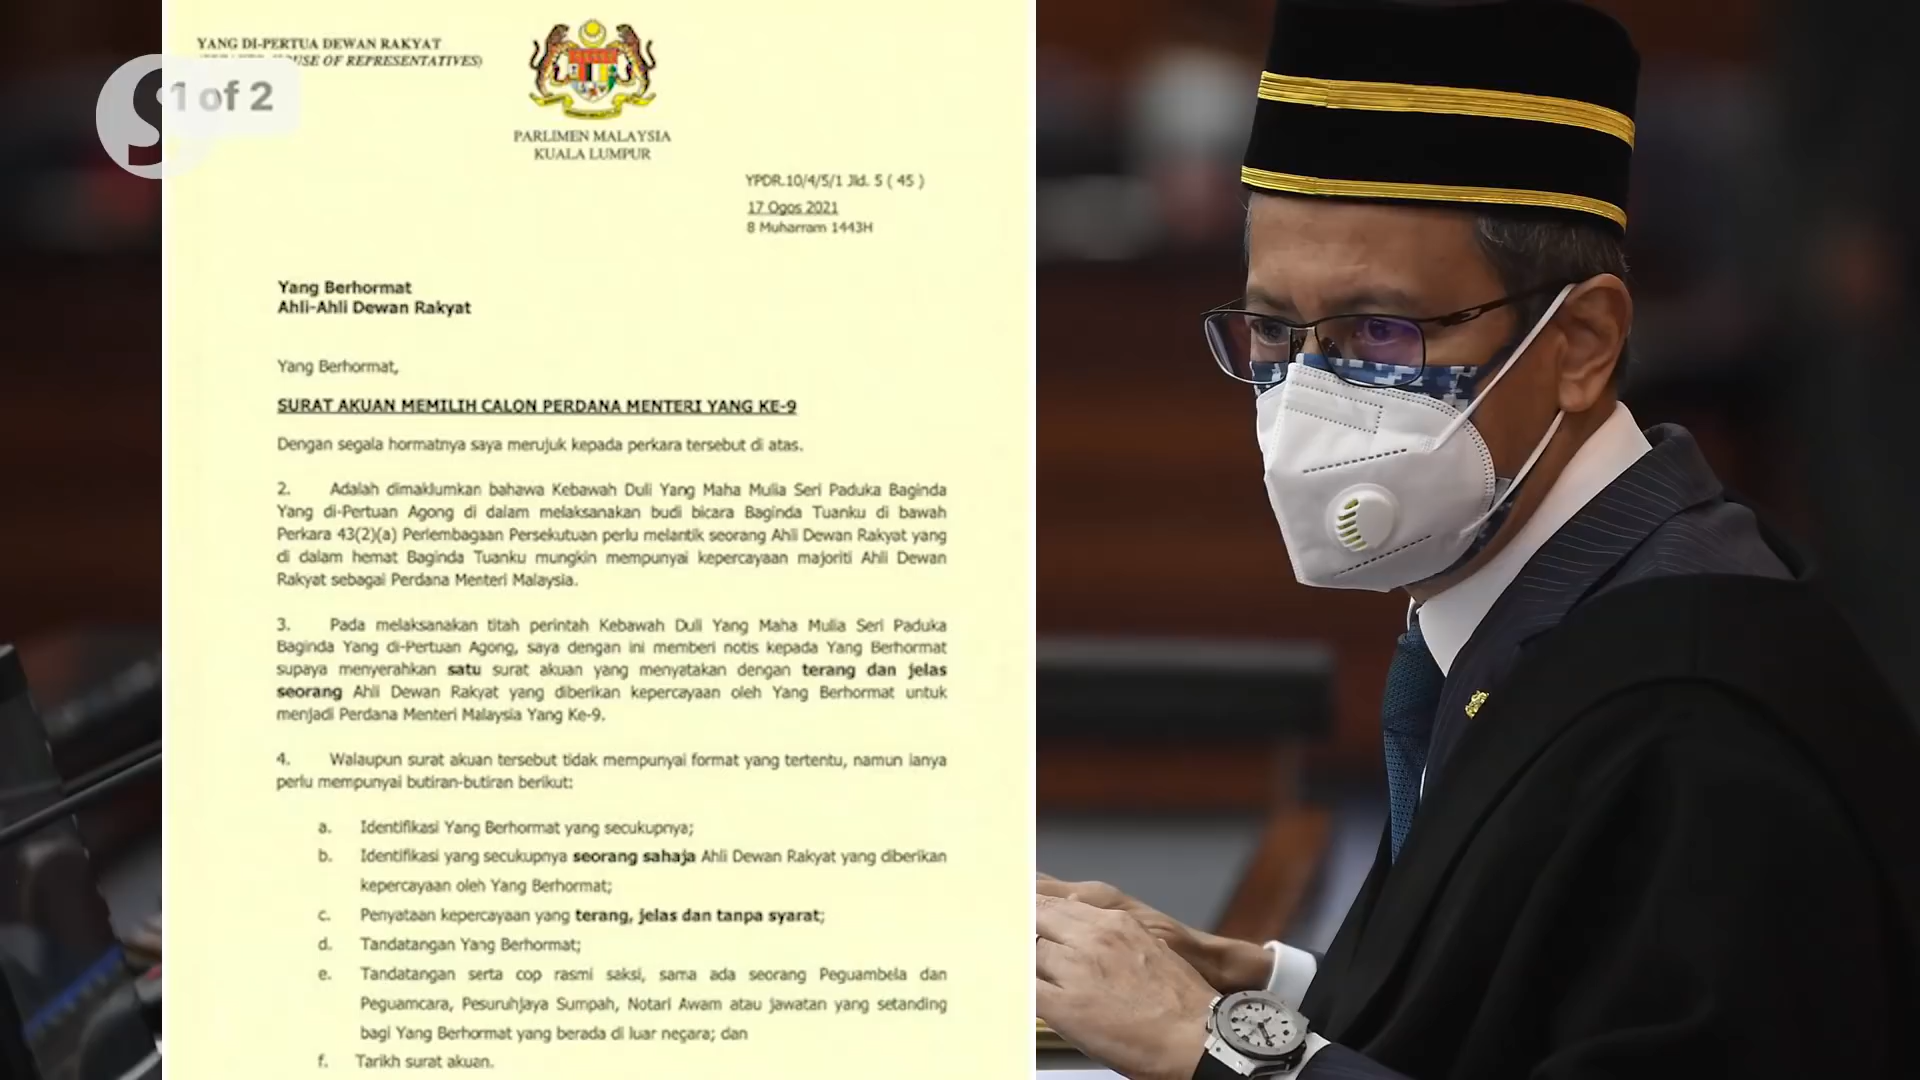 YANG DI-PERTUA DEWAN RAKYAT
HOUSE OF REPRESENTATIVES)
S
1 of 2
PARLIMEN MALAYSIA
KUALA LUMPUR
YPDR.10/4/5/1 Jld. 5 ( 45 )
17 Ogos 2021
8 Muharram 1443H
Yang Berhormat
Ahli-Ahli Dewan Rakyat
Yang Berhormat,
SURAT AKUAN MEMILIH CALON PERDANA MENTERI YANG KE-9
Dengan segala hormatnya saya merujuk kepada perkara tersebut di atas.
2. Adalah dimaklumkan bahawa Kebawah Duli Yang Maha Mulia Seri Paduka Baginda
Yang di-Pertuan Agong di dalam melaksanakan budi bicara Baginda Tuanku di bawah
Perkara 43(2)(a) Perlembagaan Persekutuan perlu melantik seorang Ahli Dewan Rakyat yang
di dalam hemat Baginda Tuanku mungkin mempunyai kepercayaan majoriti Ahli Dewan
Rakyat sebagai Perdana Menteri Malaysia.
3. Pada melaksanakan titah perintah Kebawah Duli Yang Maha Mulia Seri Paduka
Baginda Yang di-Pertuan Agong, saya dengan ini memberi notis kepada Yang Berhormat
supaya menyerahkan satu surat akuan yang menyatakan dengan terang dan jelas
seorang Ahli Dewan Rakyat yang diberikan kepercayaan oleh Yang Berhormat untuk
menjadi Perdana Menteri Malaysia Yang Ke-9.
4. Walaupun surat akuan tersebut tidak mempunyai format yang tertentu, namun ianya
perlu mempunyai butiran-butiran berikut:
a. Identifikasi Yang Berhormat yang secukupnya;
b. Identifikasi yang secukupnya seorang sahaja Ahli Dewan Rakyat yang diberikan
kepercayaan oleh Yang Berhormat;
c. Penyataan kepercayaan yang terang, jelas dan tanpa syarat;
d. Tandatangan Yang Berhormat;
e. Tandatangan serta cop rasmi saksi, sama ada seorang Peguambela dan
Peguamcara, Pesuruhjaya Sumpah, Notari Awam atau jawatan yang setanding
bagi Yang Berhormat yang berada di luar negara; dan
f. Tarikh surat akuan.